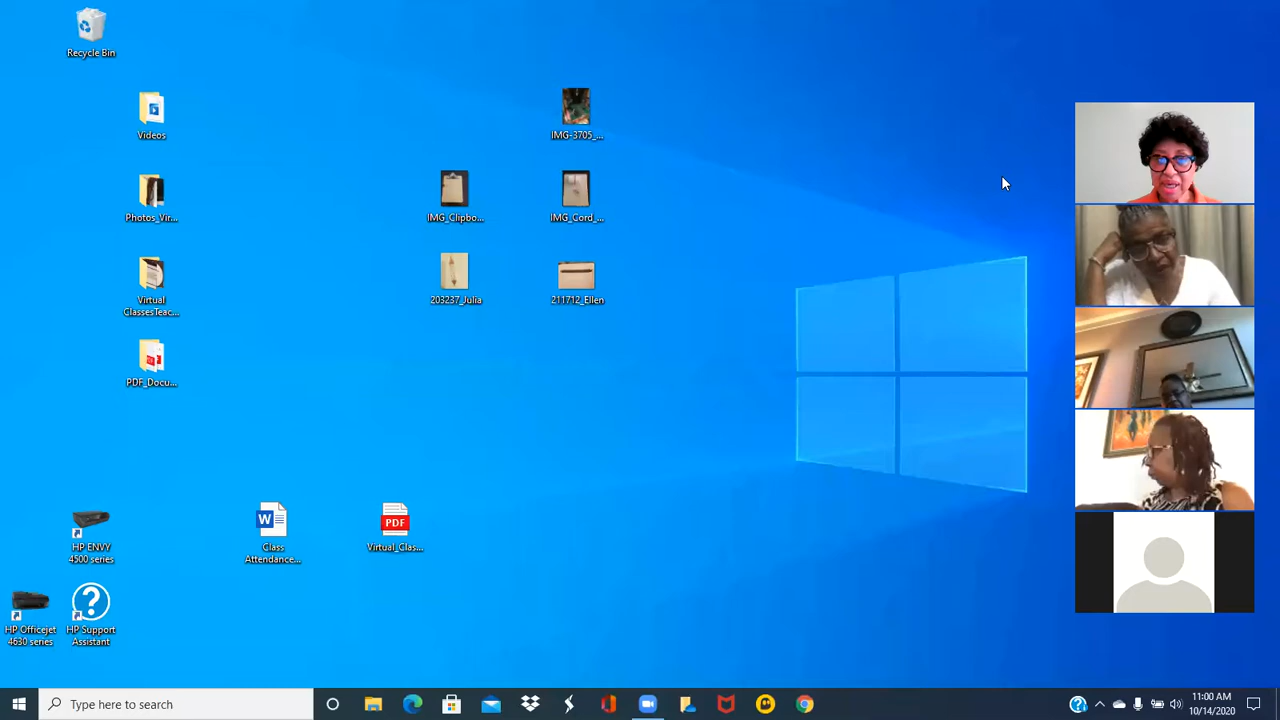 Recycle Bin
Videos
IMG-3705_...
Photos_Vir...
IMG_Clipbo...
IMG_Cord_...
Virtual
ClassesTeac...
203237_Julia
211712_Ellen
PDF_Docu...
HP ENVY
4500 series
W
Class
Attendance...
PDF
Virtual_Clas...
HP Officejet
4630 series
HP Support
Assistant
Type here to search
11:00 AM
10/14/2020